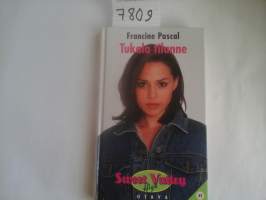 7809
Francine Pascal
Tukala tilanne
Sweet Valley
High
OTAVA